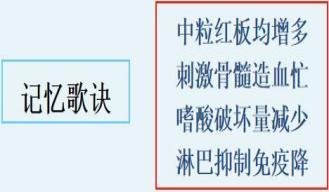 记忆歌诀
中粒红板均增多
刺激骨髓造血忙
嗜酸破坏量减少
淋巴抑制免疫降